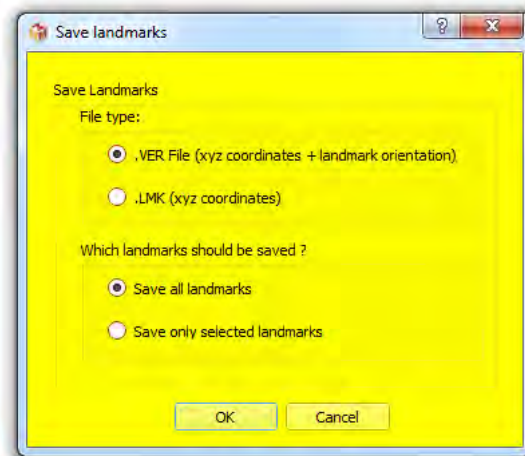 Save landmarks
Save Landmarks
File type:
.VER File (xyz coordinates + landmark orientation)
.LMK (xyz coordinates)
Which landmarks should be saved ?
Save all landmarks
Save only selected landmarks
OK Cancel